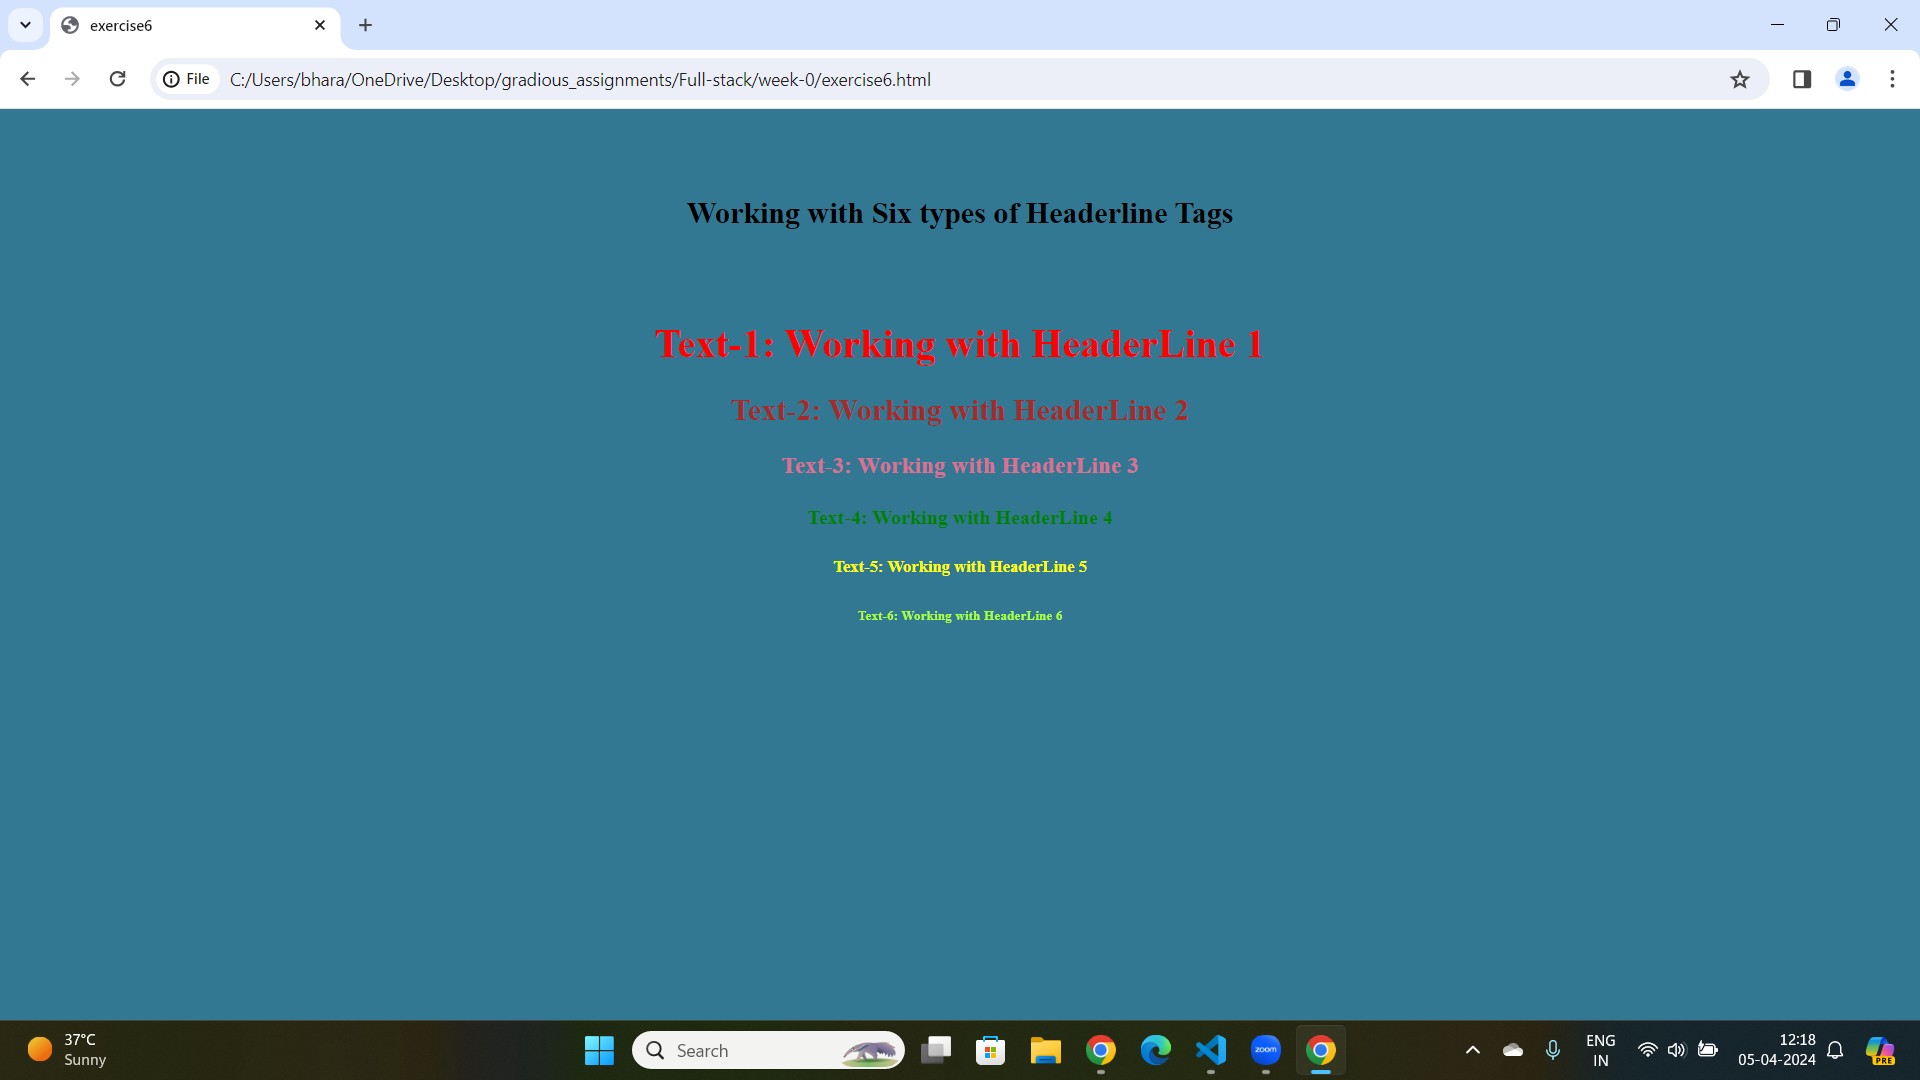 exercise6
File C:/Users/bhara/OneDrive/Desktop/gradious_assignments/Full-stack/week-0/exercise6.html
Working with Six types of Headerline Tags
Text-1: Working with HeaderLine 1
Text-2: Working with HeaderLine 2
Text-3: Working with HeaderLine 3
Text-4: Working with HeaderLine 4
Text-5: Working with HeaderLine 5
Text-6: Working with HeaderLine 6
37°C
Sunny
Search
zoom
ENG
IN
12:18
05-04-2024
PRE